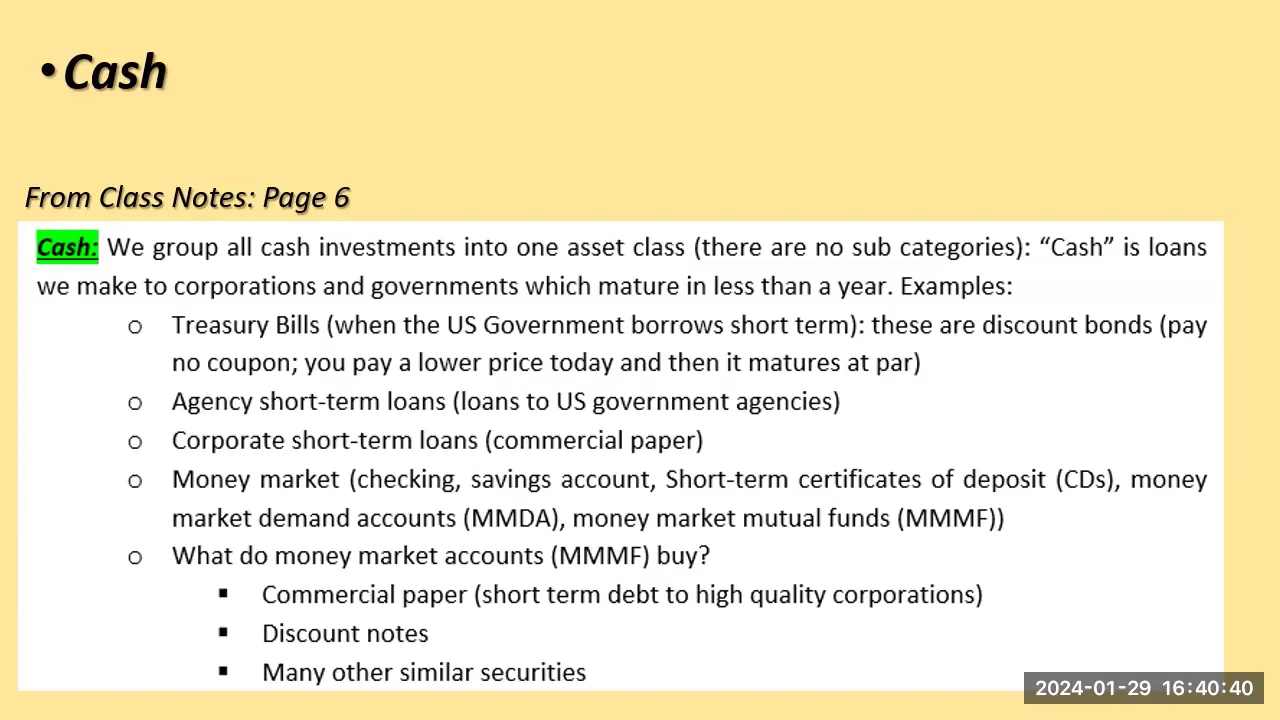 •Cash
From Class Notes: Page 6
Cash: We group all cash investments into one asset class (there are no sub categories): “Cash” is loans
we make to corporations and governments which mature in less than a year. Examples:
o Treasury Bills (when the US Government borrows short term): these are discount bonds (pay
no coupon; you pay a lower price today and then it matures at par)
o Agency short-term loans (loans to US government agencies)
o Corporate short-term loans (commercial paper)
o Money market (checking, savings account, Short-term certificates of deposit (CDs), money
market demand accounts (MMDA), money market mutual funds (MMMF))
o What do money market accounts (MMMF) buy?
▪ Commercial paper (short term debt to high quality corporations)
▪ Discount notes
▪ Many other similar securities
2024-01-29 16:40:40